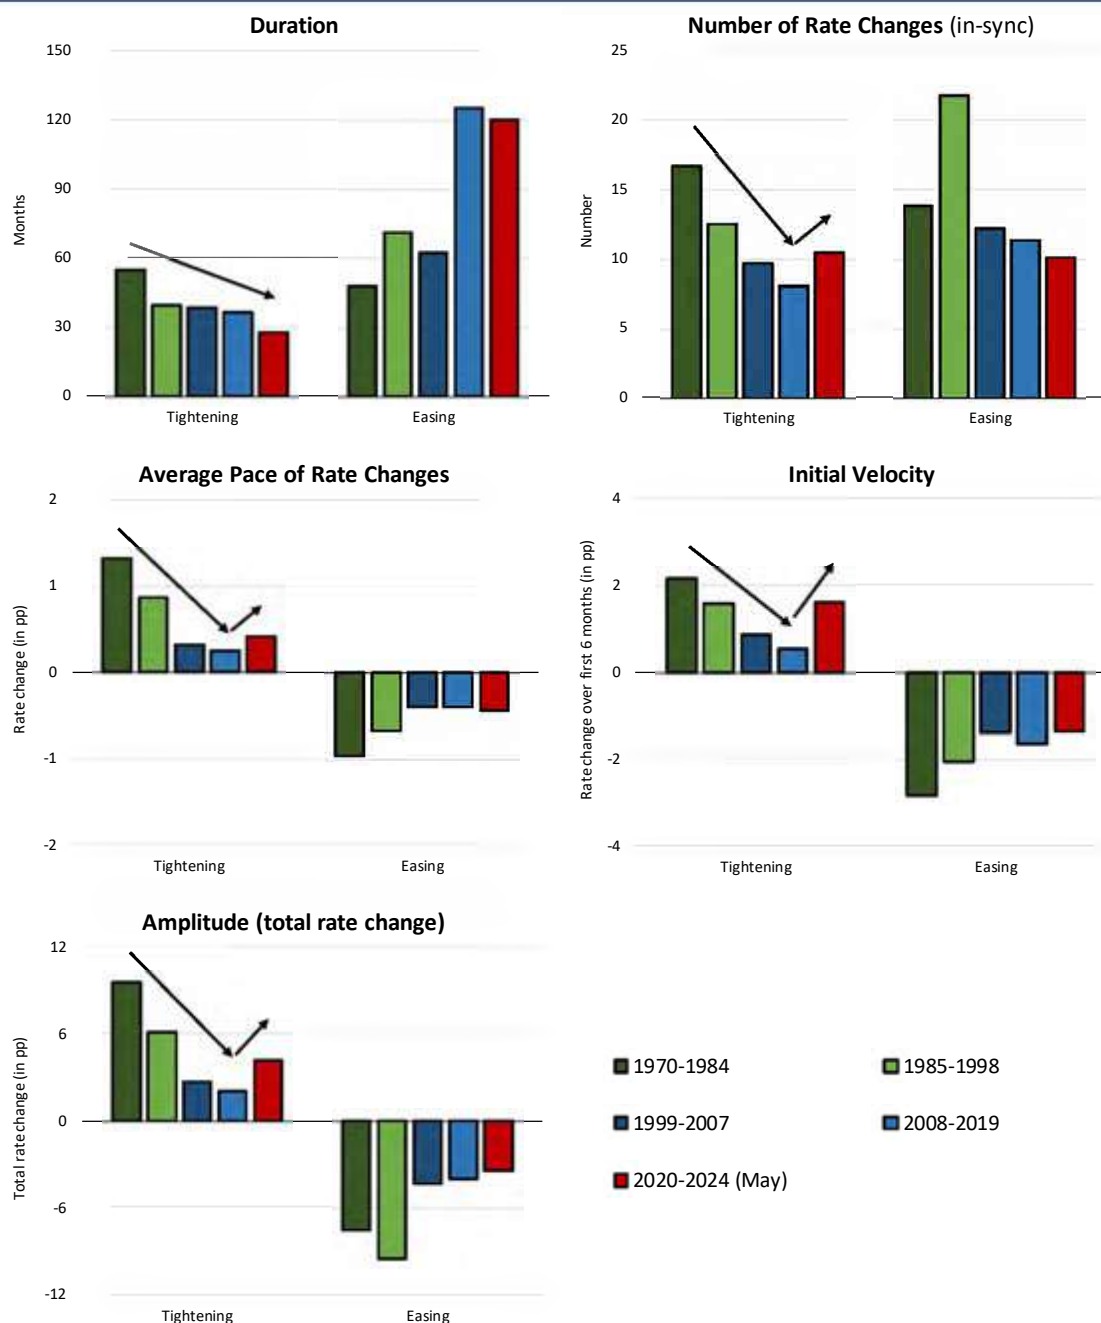 Duration
150
120
90
60
30
0
Months
Tightening
Easing
Number of Rate Changes (in-sync)
25
20
15
10
5
0
Number
Tightening
Easing
Average Pace of Rate Changes
2
1
0
-1
-2
Rate change (in pp)
Tightening
Easing
Initial Velocity
4
2
0
-2
-4
Rate change over first 6 months (in pp)
Tightening
Easing
Amplitude (total rate change)
12
6
0
-6
-12
Total rate change (in pp)
Tightening
Easing
1970-1984
1985-1998
1999-2007
2008-2019
2020-2024 (May)